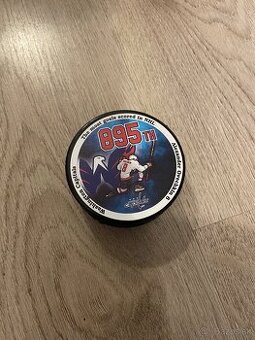 The most goals scored in NHL
895TH
Washington Capitals
Alexander Ovechkin 8